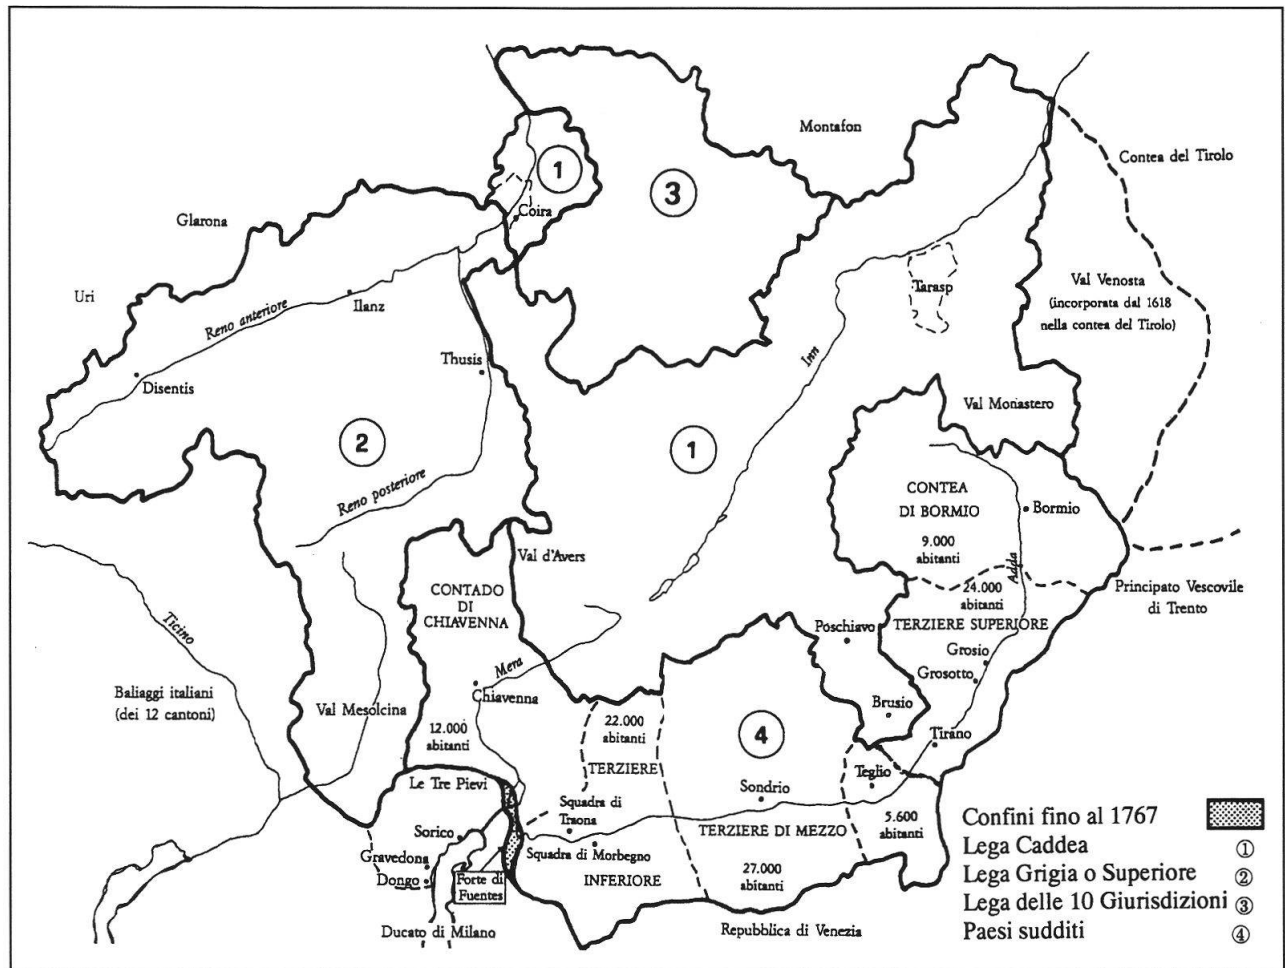 Montafon
Contea del Tirolo
1
3
Glarona
Coira
Uri
Reno anteriore
Ilanz
Tarasp
Val Venosta
(incorporata dal 1618
nella contea del Tirolo)
Inn
Thusis
Disentis
Val Monastero
2
1
Reno posteriore
CONTEA
DI BORMIO
9.000
abitanti
Bormio
Adda
Val d'Avers
CONTADO
DI
CHIAVENNA
24.000
abitanti
Principato Vescovile
di Trento
TERZIERE SUPERIORE
Ticino
Poschiavo
Grosio
Grosotto
Mera
Chiavenna
Baliaggi italiani
(dei 12 cantoni)
Val Mesolcina
Brusio
12.000
abitanti
22.000
abitanti
4
Tirano
TERZIERE
Teglio
Le Tre Pievi
Sondrio
Squadra di
Traona
5.600
abitanti
Sorico
TERZIERE DI MEZZO
Gravedona
Squadra di Morbegno
Dongo
Forte di
Fuentes
INFERIORE
27.000
abitanti
Ducato di Milano
Repubblica di Venezia
Confini fino al 1767
Lega Caddea 1
Lega Grigia o Superiore 2
Lega delle 10 Giurisdizioni 3
Paesi sudditi 4